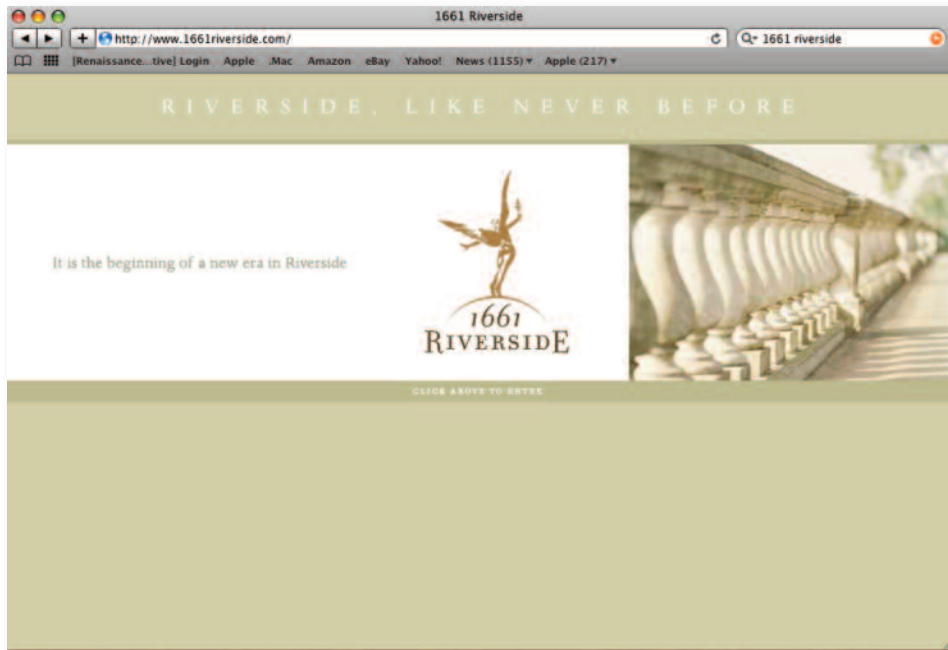 1661 Riverside
http://www.1661riverside.com/
1661 riverside
[Renaissance...tive] Login Apple .Mac Amazon eBay Yahoo! News (1155) Apple (217)
RIVERSIDE, LIKE NEVER BEFORE
It is the beginning of a new era in Riverside
1661
RIVERSIDE
CLICK ABOVE TO ENTER